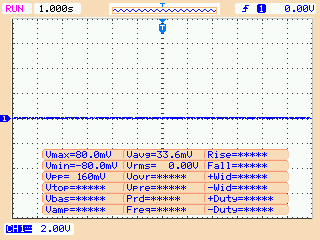 RUN 1.000s T 1 0.00V
T
1
Vmax=80.0mV Vavg=33.6mV Rise=*****
Vmin=-80.0mV Vrms= 0.00V Fall=*****
Vpp= 160mV Vovr=***** +Wid=*****
Vtop=***** Vpre=***** -Wid=*****
Vbas=***** Prd=***** +Duty=*****
Vamp=***** Freq=***** -Duty=*****
CH1 2.00V